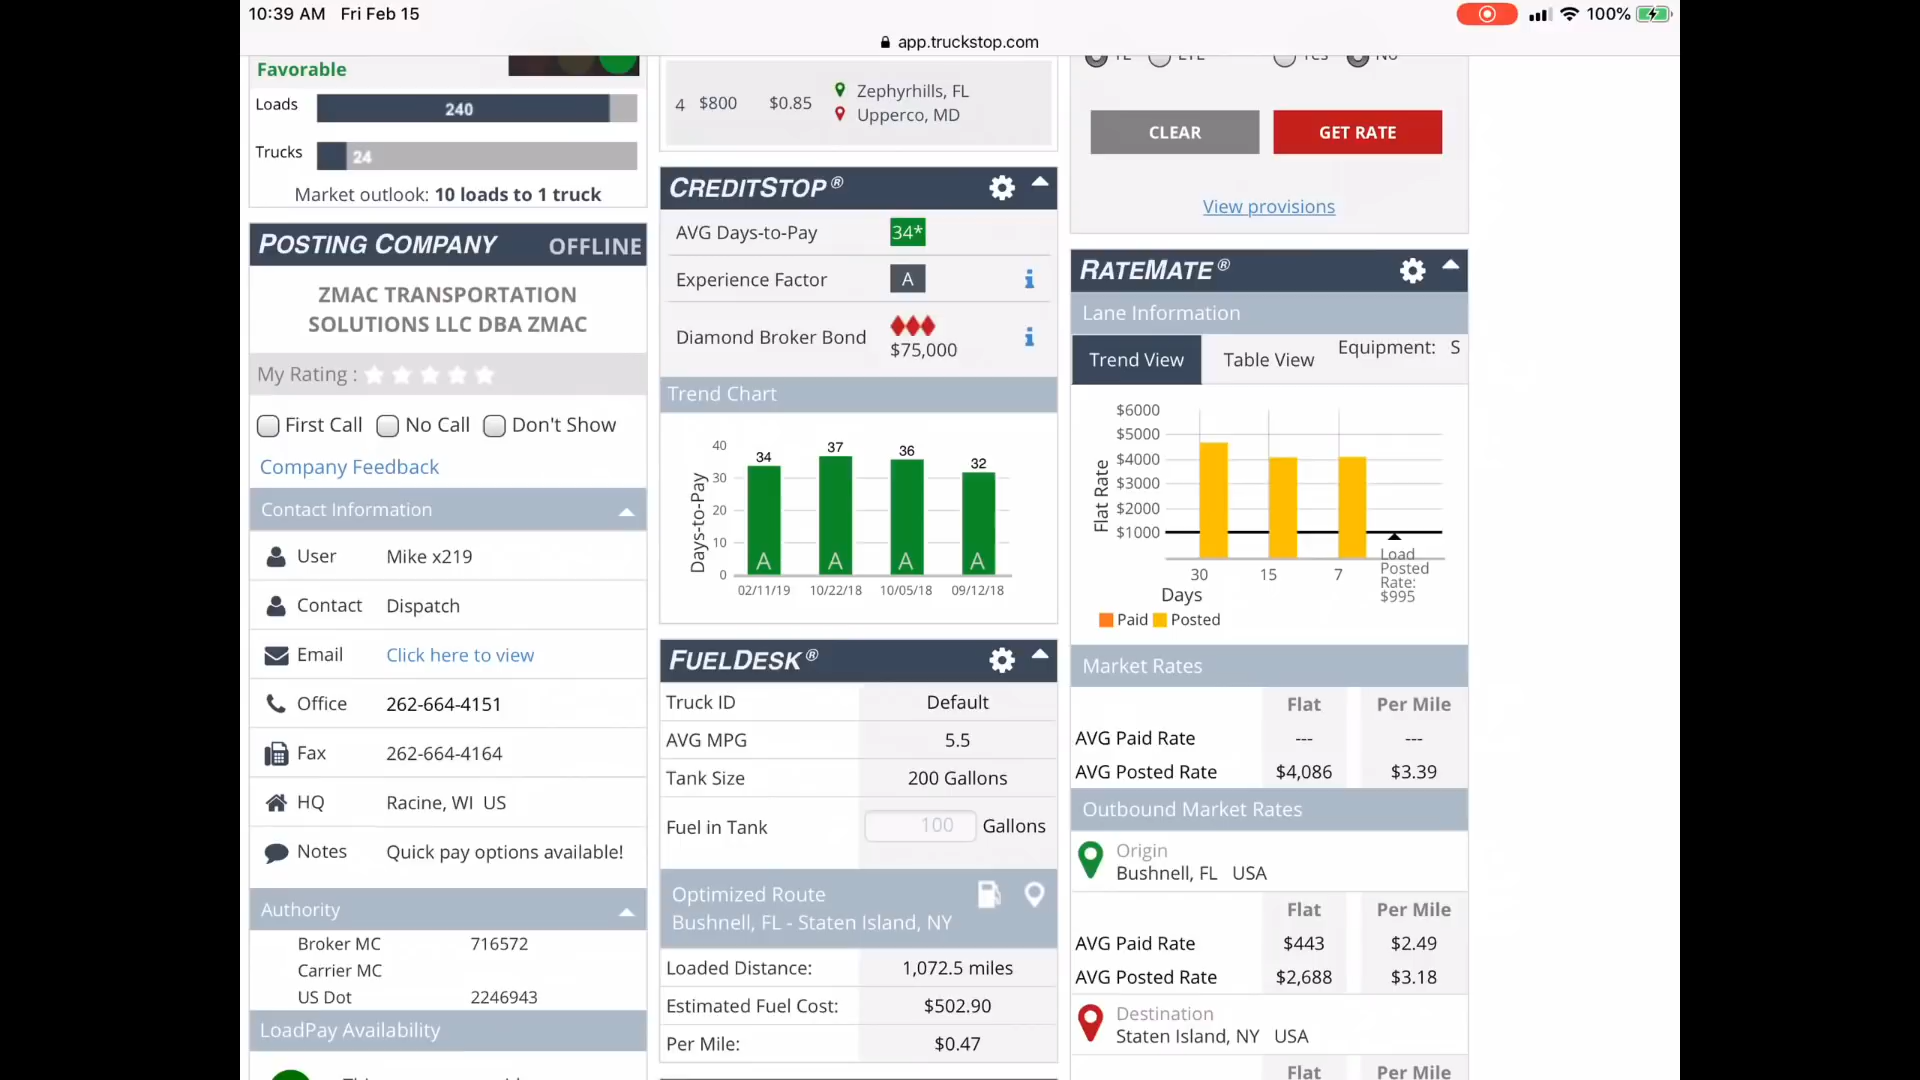 10:39 AM Fri Feb 15
100%
app.truckstop.com
Favorable
Loads 240
Trucks 24
Market outlook: 10 loads to 1 truck
POSTING COMPANY OFFLINE
ZMAC TRANSPORTATION
SOLUTIONS LLC DBA ZMAC
My Rating :
First Call No Call Don't Show
Company Feedback
Contact Information
User Mike x219
Contact Dispatch
Email Click here to view
Office 262-664-4151
Fax 262-664-4164
HQ Racine, WI US
Notes Quick pay options available!
Authority
Broker MC 716572
Carrier MC
US Dot 2246943
LoadPay Availability
4 $800 $0.85 Zephyrhills, FL
Upperco, MD
CREDITSTOP®
AVG Days-to-Pay 34*
Experience Factor A
Diamond Broker Bond
$75,000
Trend Chart
Days-to-Pay
40
30
20
10
0
34 37 36 32
A A A A
02/11/19 10/22/18 10/05/18 09/12/18
FUELDESK®
Truck ID Default
AVG MPG 5.5
Tank Size 200 Gallons
Fuel in Tank 100 Gallons
Optimized Route
Bushnell, FL - Staten Island, NY
Loaded Distance: 1,072.5 miles
Estimated Fuel Cost: $502.90
Per Mile: $0.47
CLEAR GET RATE
View provisions
RATEMATE®
Lane Information
Trend View Table View Equipment: S
Flat Rate
$6000
$5000
$4000
$3000
$2000
$1000
30 15 7
Load
Posted
Rate:
$995
Days
Paid Posted
Market Rates
Flat Per Mile
AVG Paid Rate --- ---
AVG Posted Rate $4,086 $3.39
Outbound Market Rates
Origin
Bushnell, FL USA
Flat Per Mile
AVG Paid Rate $443 $2.49
AVG Posted Rate $2,688 $3.18
Destination
Staten Island, NY USA
Flat Per Mile